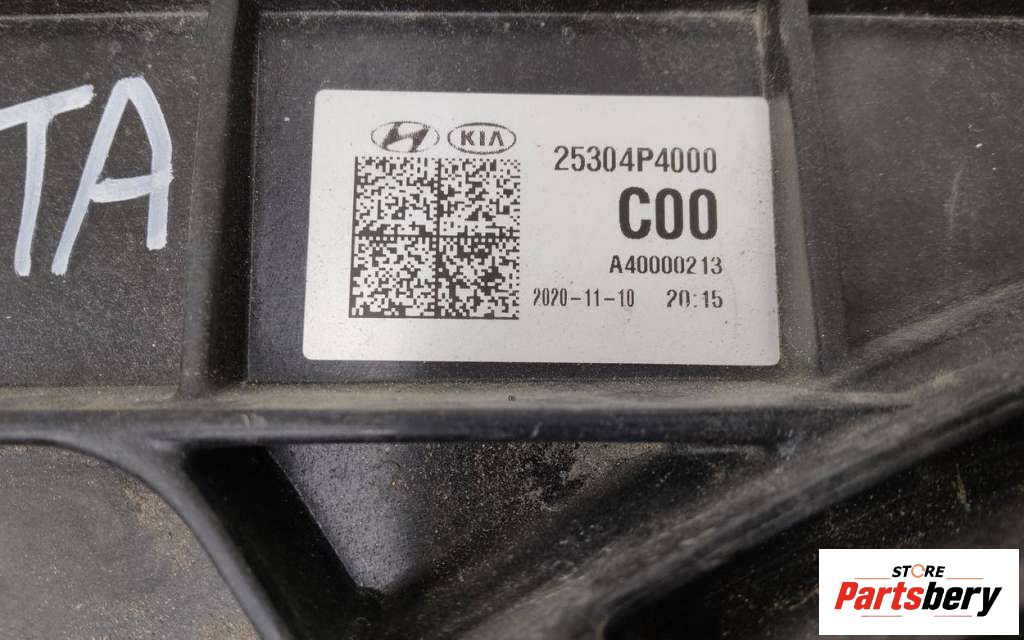 TA
KIA
25304P4000
C00
A40000213
2020-11-10 20:15
STORE
Partsbery